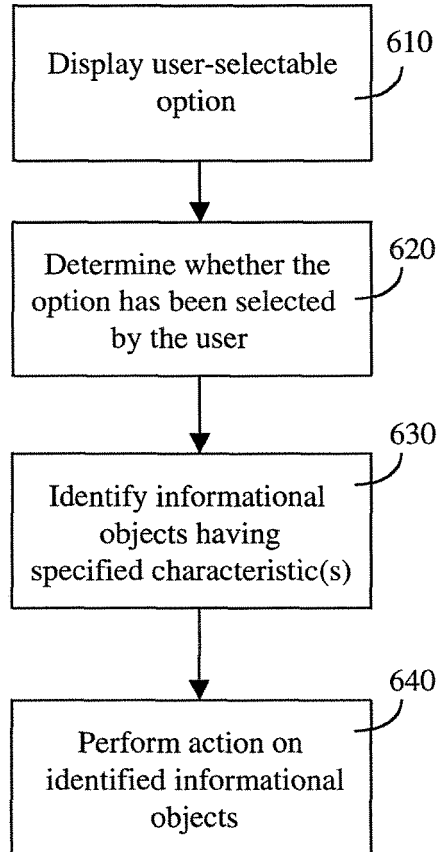 Display user-selectable
option
610
Determine whether the
option has been selected
by the user
620
Identify informational
objects having
specified characteristic(s)
630
Perform action on
identified informational
objects
640